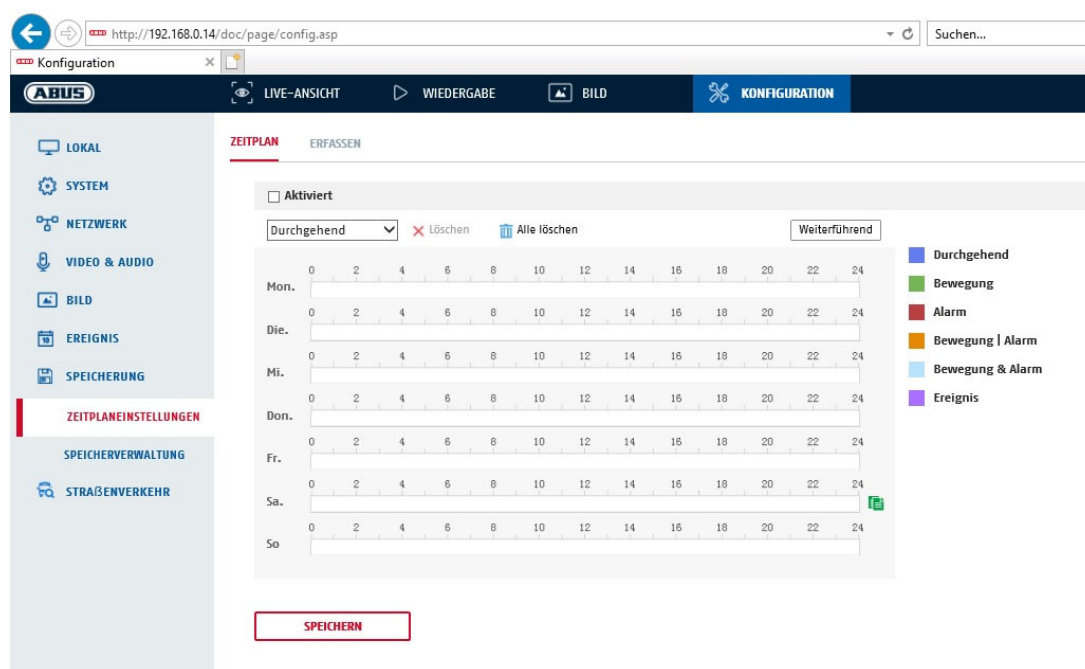 http://192.168.0.14/doc/page/config.asp Suchen...
Konfiguration
ABUS LIVE-ANSICHT WIEDERGABE BILD KONFIGURATION
LOKAL
SYSTEM
NETZWERK
VIDEO & AUDIO
BILD
10 EREIGNIS
SPEICHERUNG
ZEITPLANEINSTELLUNGEN
SPEICHERVERWALTUNG
STRAßENVERKEHR
ZEITPLAN ERFASSEN
Aktiviert
Durchgehend Löschen Alle löschen Weiterführend
0 2 4 6 8 10 12 14 16 18 20 22 24
Mon.
0 2 4 6 8 10 12 14 16 18 20 22 24
Die.
0 2 4 6 8 10 12 14 16 18 20 22 24
Mi.
0 2 4 6 8 10 12 14 16 18 20 22 24
Don.
0 2 4 6 8 10 12 14 16 18 20 22 24
Fr.
0 2 4 6 8 10 12 14 16 18 20 22 24
Sa.
0 2 4 6 8 10 12 14 16 18 20 22 24
So
Durchgehend
Bewegung
Alarm
Bewegung | Alarm
Bewegung & Alarm
Ereignis
SPEICHERN